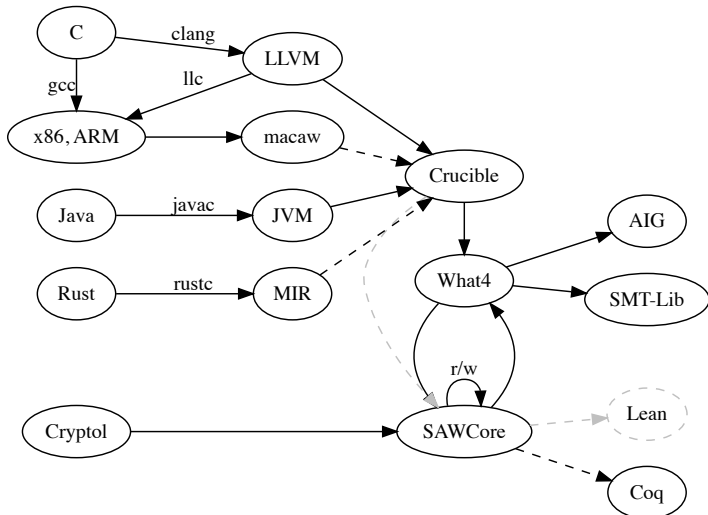 C
clang
LLVM
gcc
llc
x86, ARM
macaw
Crucible
Java
javac
JVM
AIG
Rust
rustc
MIR
What4
SMT-Lib
r/w
Lean
Cryptol
SAWCore
Coq